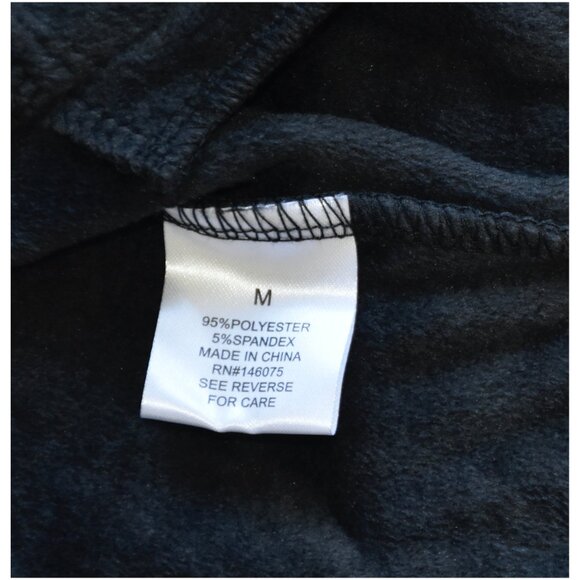 M
95%POLYESTER
5%SPANDEX
MADE IN CHINA
RN#146075
SEE REVERSE
FOR CARE